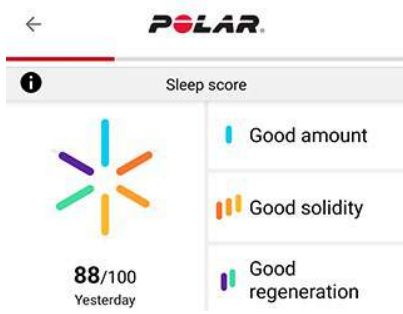 POLAR.
Sleep score
Good amount
Good solidity
Good
regeneration
88/100
Yesterday